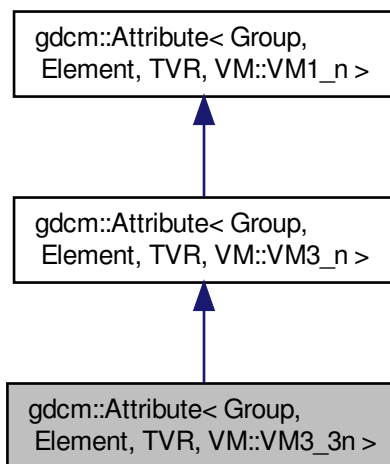 gdcm::Attribute< Group,
Element, TVR, VM::VM1_n >
gdcm::Attribute< Group,
Element, TVR, VM::VM3_n >
gdcm::Attribute< Group,
Element, TVR, VM::VM3_3n >